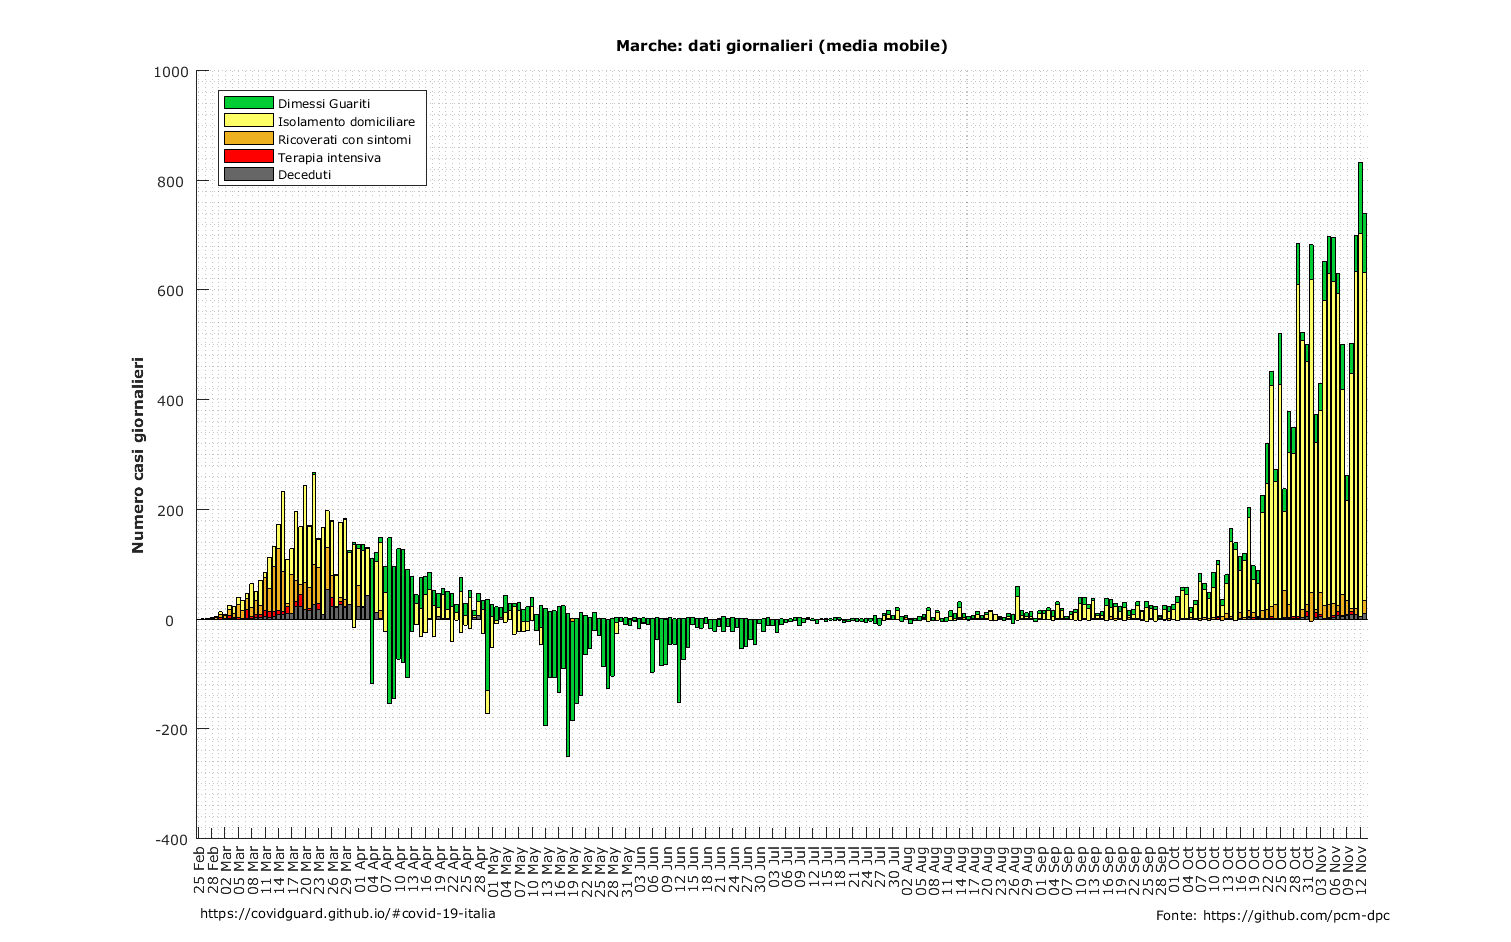 Marche: dati giornalieri (media mobile)
1000
800
600
400
200
0
-200
-400
Numero casi giornalieri
Dimessi Guariti
Isolamento domiciliare
Ricoverati con sintomi
Terapia intensiva
Deceduti
25 Feb
28 Feb
02 Mar
05 Mar
08 Mar
11 Mar
14 Mar
17 Mar
20 Mar
23 Mar
26 Mar
29 Mar
01 Apr
04 Apr
07 Apr
10 Apr
13 Apr
16 Apr
19 Apr
22 Apr
25 Apr
28 Apr
01 May
04 May
07 May
10 May
13 May
16 May
19 May
22 May
25 May
28 May
31 May
03 Jun
06 Jun
09 Jun
12 Jun
15 Jun
18 Jun
21 Jun
24 Jun
27 Jun
30 Jun
03 Jul
06 Jul
09 Jul
12 Jul
15 Jul
18 Jul
21 Jul
24 Jul
27 Jul
30 Jul
02 Aug
05 Aug
08 Aug
11 Aug
14 Aug
17 Aug
20 Aug
23 Aug
26 Aug
29 Aug
01 Sep
04 Sep
07 Sep
10 Sep
13 Sep
16 Sep
19 Sep
22 Sep
25 Sep
28 Sep
01 Oct
04 Oct
07 Oct
10 Oct
13 Oct
16 Oct
19 Oct
22 Oct
25 Oct
28 Oct
31 Oct
03 Nov
06 Nov
09 Nov
12 Nov
https://covidguard.github.io/#covid-19-italia
Fonte: https://github.com/pcm-dpc